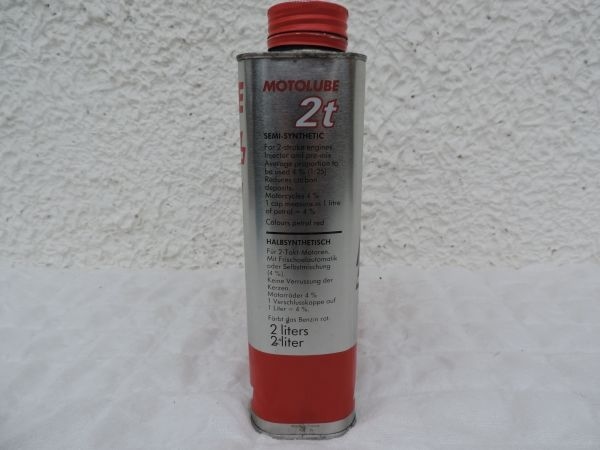 MOTOLUBE
2t
SEMI-SYNTHETIC
For 2-stroke engines.
Injector and pre-mix
Average proportion to
be used 4 % (1:25)
Reduces carbon
deposits.
Motorcycles 4 %
1 cap measure in 1 litre
of petrol = 4 %
Colours petrol red
HALBSYNTHETISCH
Für 2-Takt-Motoren.
Mit Frischoelautomatik
oder Selbstmischung
(4 %).
Keine Verrussung der
Kerzen.
Motorräder 4 %
1 Verschlusskappe auf
1 Liter = 4 %.
Färbt das Benzin rot.
2 liters
2 liter